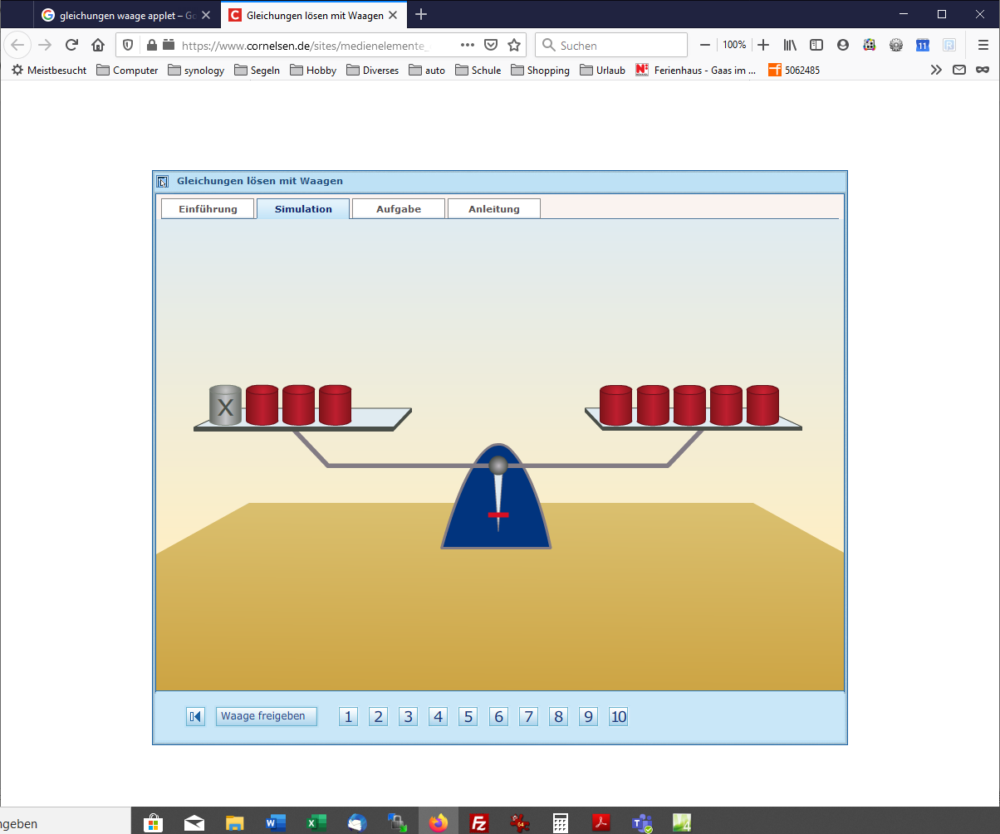 gleichungen waage applet – Go
Gleichungen lösen mit Waagen
https://www.cornelsen.de/sites/medienelemente_
Suchen
100%
11
Meistbesucht
Computer
synology
Segeln
Hobby
Diverses
auto
Schule
Shopping
Urlaub
Ferienhaus - Gaas im ...
5062485
Gleichungen lösen mit Waagen
Einführung
Simulation
Aufgabe
Anleitung
X
Waage freigeben
1 2 3 4 5 6 7 8 9 10
ngeben